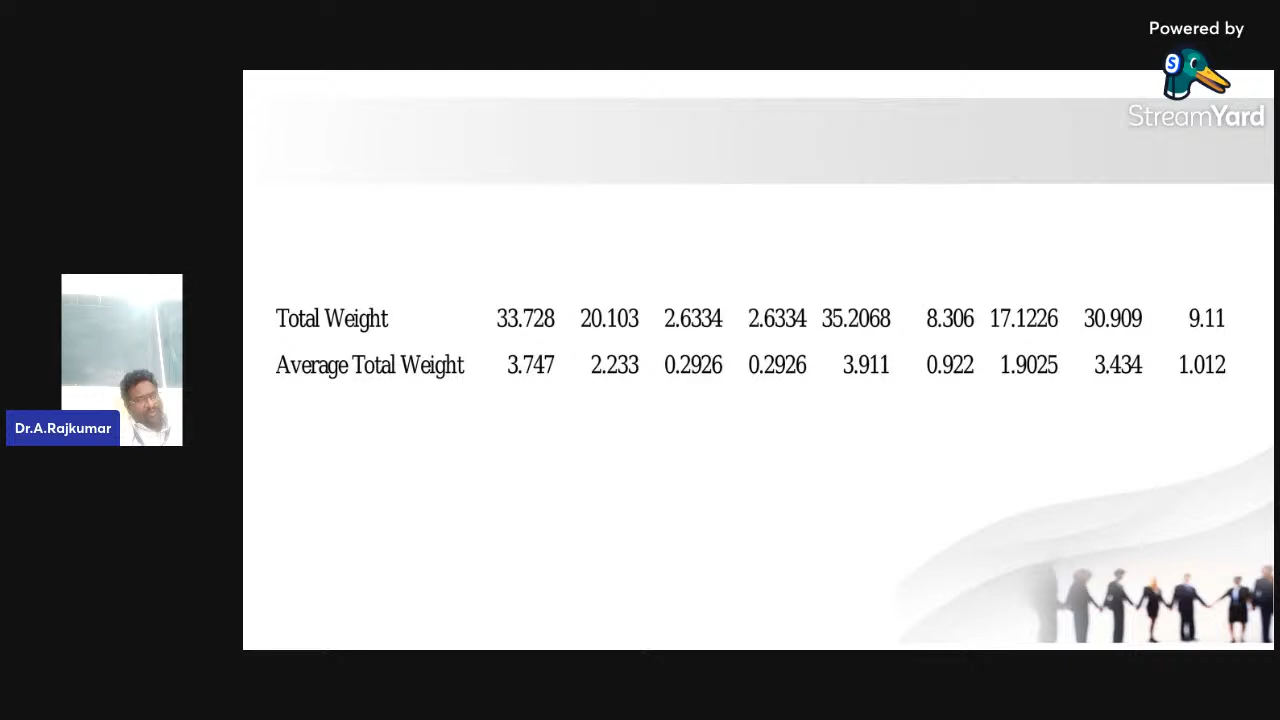 Powered by
S
StreamYard
Total Weight 33.728 20.103 2.6334 2.6334 35.2068 8.306 17.1226 30.909 9.11
Average Total Weight 3.747 2.233 0.2926 0.2926 3.911 0.922 1.9025 3.434 1.012
Dr.A.Rajkumar